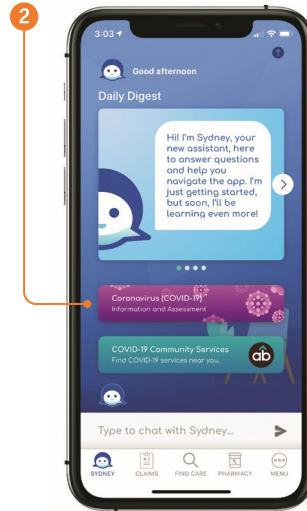 2
3:03
Good afternoon
Daily Digest
Hi! I'm Sydney, your
new assistant, here
to answer questions
and help you
navigate the app. I'm
just getting started,
but soon, I'll be
learning even more!
Coronavirus (COVID-19)
Information and Assessment
COVID-19 Community Services
Find COVID-19 services near you.
ab
Type to chat with Sydney...
SYDNEY
CLAIMS
FIND CARE
PHARMACY
MENU